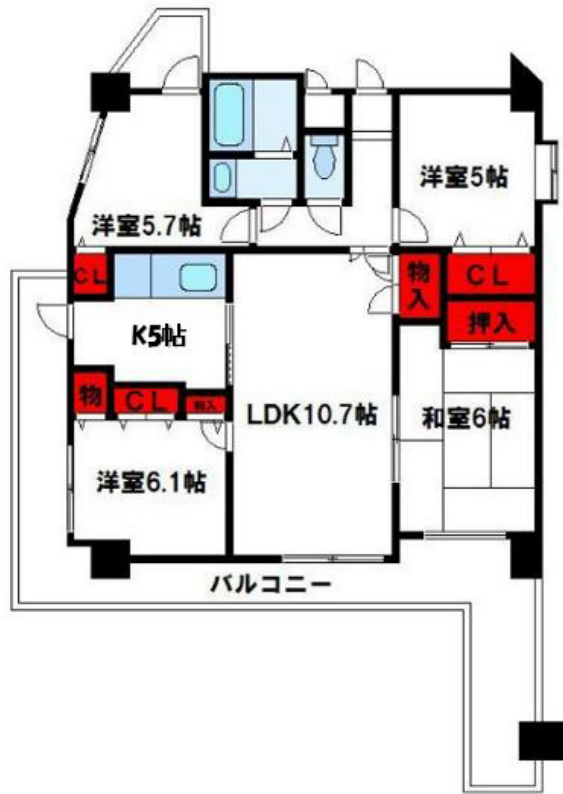 洋室5帖
洋室5.7帖
CL
物入
CL
押入
K5帖
物
CL
物入
LDK10.7帖
和室6帖
洋室6.1帖
バルコニー